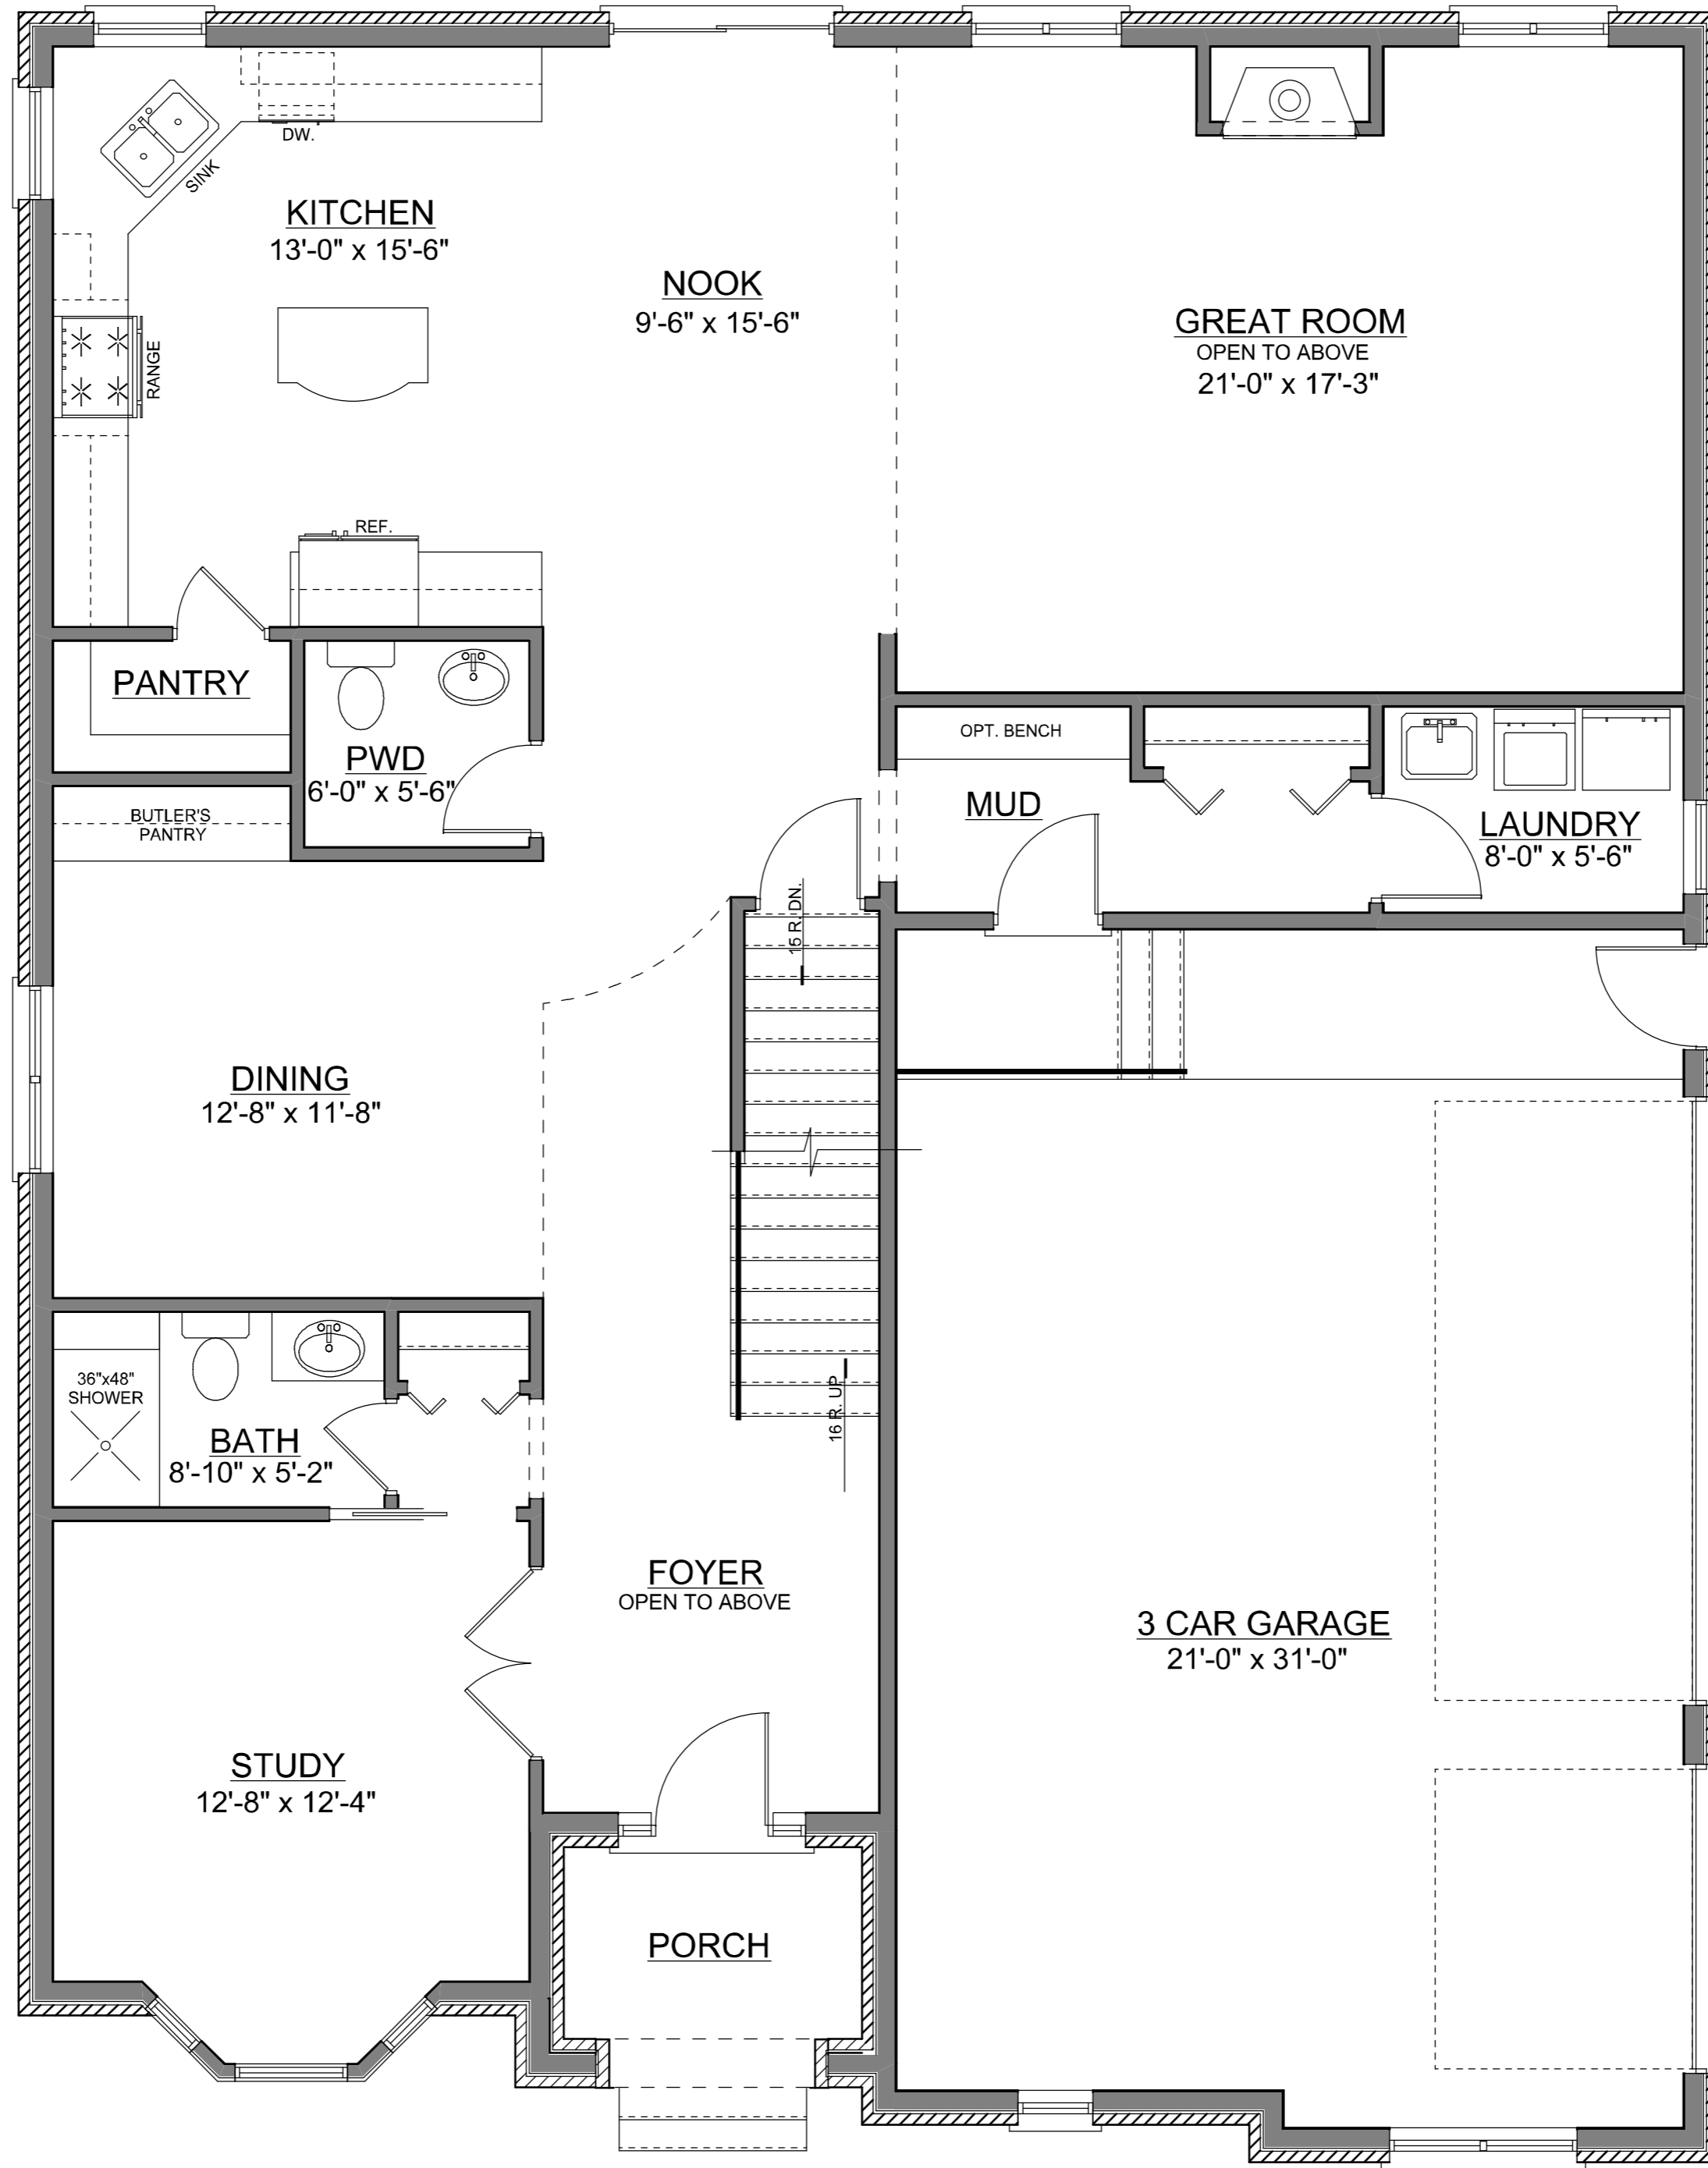 DW.
SINK
KITCHEN
13'-0" x 15'-6"
NOOK
9'-6" x 15'-6"
GREAT ROOM
OPEN TO ABOVE
21'-0" x 17'-3"
RANGE
REF.
PANTRY
PWD
6'-0" x 5'-6"
OPT. BENCH
MUD
LAUNDRY
8'-0" x 5'-6"
BUTLER'S
PANTRY
15 R. DN.
DINING
12'-8" x 11'-8"
36"x48"
SHOWER
BATH
8'-10" x 5'-2"
16 R. UP
FOYER
OPEN TO ABOVE
3 CAR GARAGE
21'-0" x 31'-0"
STUDY
12'-8" x 12'-4"
PORCH